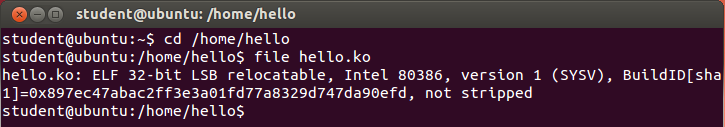 student@ubuntu: /home/hello
student@ubuntu:~$ cd /home/hello
student@ubuntu:/home/hello$ file hello.ko
hello.ko: ELF 32-bit LSB relocatable, Intel 80386, version 1 (SYSV), BuildID[sha
1]=0x897ec47abac2ff3e3a01fd77a8329d747da90efd, not stripped
student@ubuntu:/home/hello$